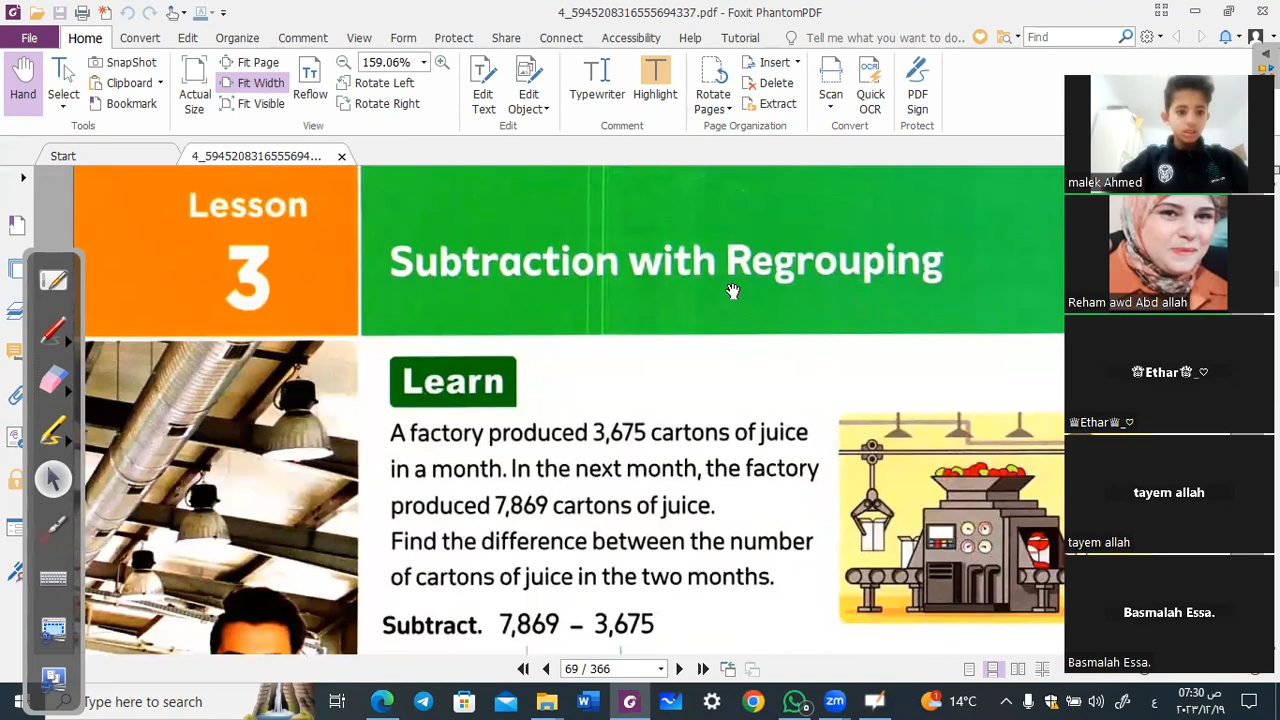 4_5945208316555694337.pdf - Foxit PhantomPDF
File Home Convert Edit Organize Comment View Form Protect Share Connect Accessibility Help Tutorial Tell me what you want to do.. Find
Hand
Select
SnapShot
Clipboard
Bookmark
Tools
Actual Size
Fit Page
Fit Width
Fit Visible
Reflow
159.06%
Rotate Left
Rotate Right
View
Edit Text
Edit Object
Edit
Typewriter
Highlight
Comment
Rotate Pages
Insert
Delete
Extract
Page Organization
Scan
Quick OCR
Convert
PDF Sign
Protect
Start
4_5945208316555694...
Lesson
3
Subtraction with Regrouping
Learn
A factory produced 3,675 cartons of juice
in a month. In the next month, the factory
produced 7,869 cartons of juice.
Find the difference between the number
of cartons of juice in the two months.
Subtract. 7,869 – 3,675
malek Ahmed
Reham awd Abd allah
♕Ethar♕_♡
♕Ethar♕_♡
tayem allah
tayem allah
Basmalah Essa.
Basmalah Essa.
69 / 366
Type here to search
14°C
ع
07:30 ص
٢٠٢٣/١٢/١٩